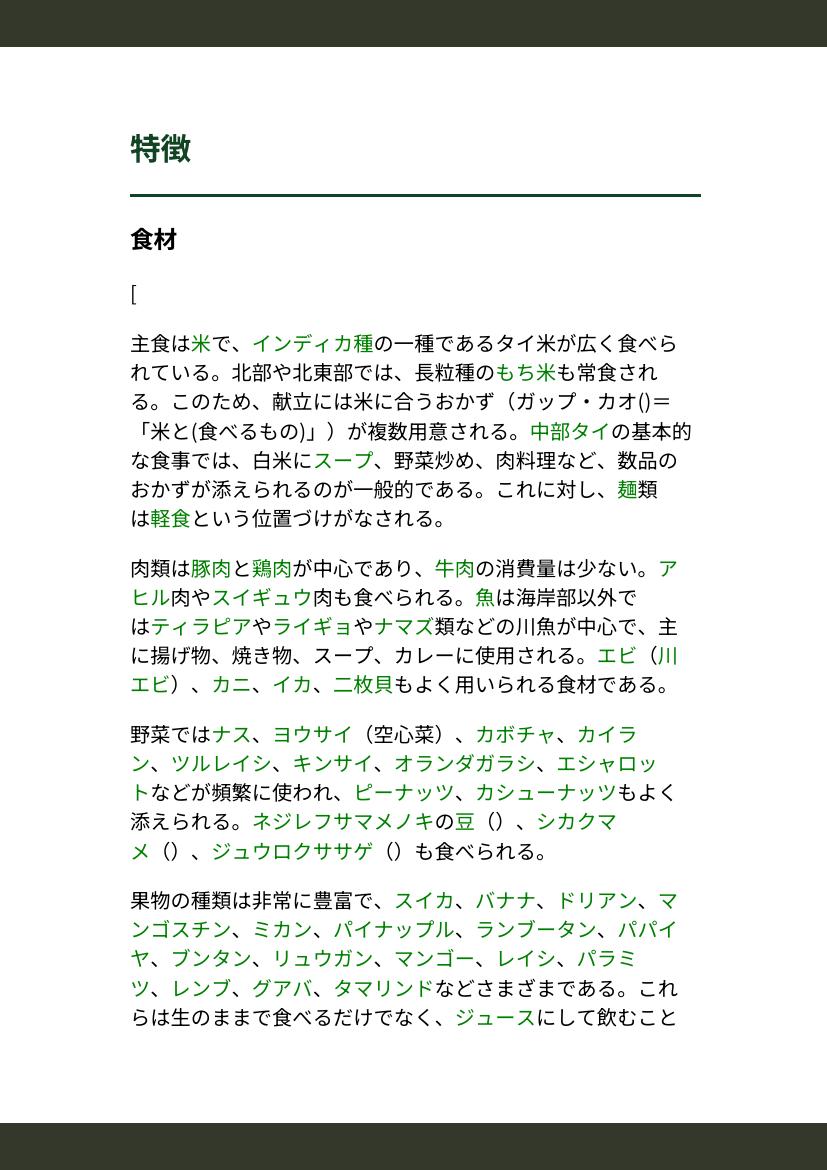 特徴
食材
[
主食は米で、インディカ種の一種であるタイ米が広く食べら
れている。北部や北東部では、長粒種のもち米も常食され
る。このため、献立には米に合うおかず（ガップ・カオ()＝
「米と(食べるもの)」）が複数用意される。中部タイの基本的
な食事では、白米にスープ、野菜炒め、肉料理など、数品の
おかずが添えられるのが一般的である。これに対し、麺類
は軽食という位置づけがなされる。
肉類は豚肉と鶏肉が中心であり、牛肉の消費量は少ない。ア
ヒル肉やスイギュウ肉も食べられる。魚は海岸部以外で
はティラピアやライギョやナマズ類などの川魚が中心で、主
に揚げ物、焼き物、スープ、カレーに使用される。エビ（川
エビ）、カニ、イカ、二枚貝もよく用いられる食材である。
野菜ではナス、ヨウサイ（空心菜）、カボチャ、カイラ
ン、ツルレイシ、キンサイ、オランダガラシ、エシャロッ
トなどが頻繁に使われ、ピーナッツ、カシューナッツもよく
添えられる。ネジレフサマメノキの豆（）、シカクマ
メ（）、ジュウロクササゲ（）も食べられる。
果物の種類は非常に豊富で、スイカ、バナナ、ドリアン、マ
ンゴスチン、ミカン、パイナップル、ランブータン、パパイ
ヤ、ブンタン、リュウガン、マンゴー、レイシ、パラミ
ツ、レンブ、グアバ、タマリンドなどさまざまである。これ
らは生のままで食べるだけでなく、ジュースにして飲むこと